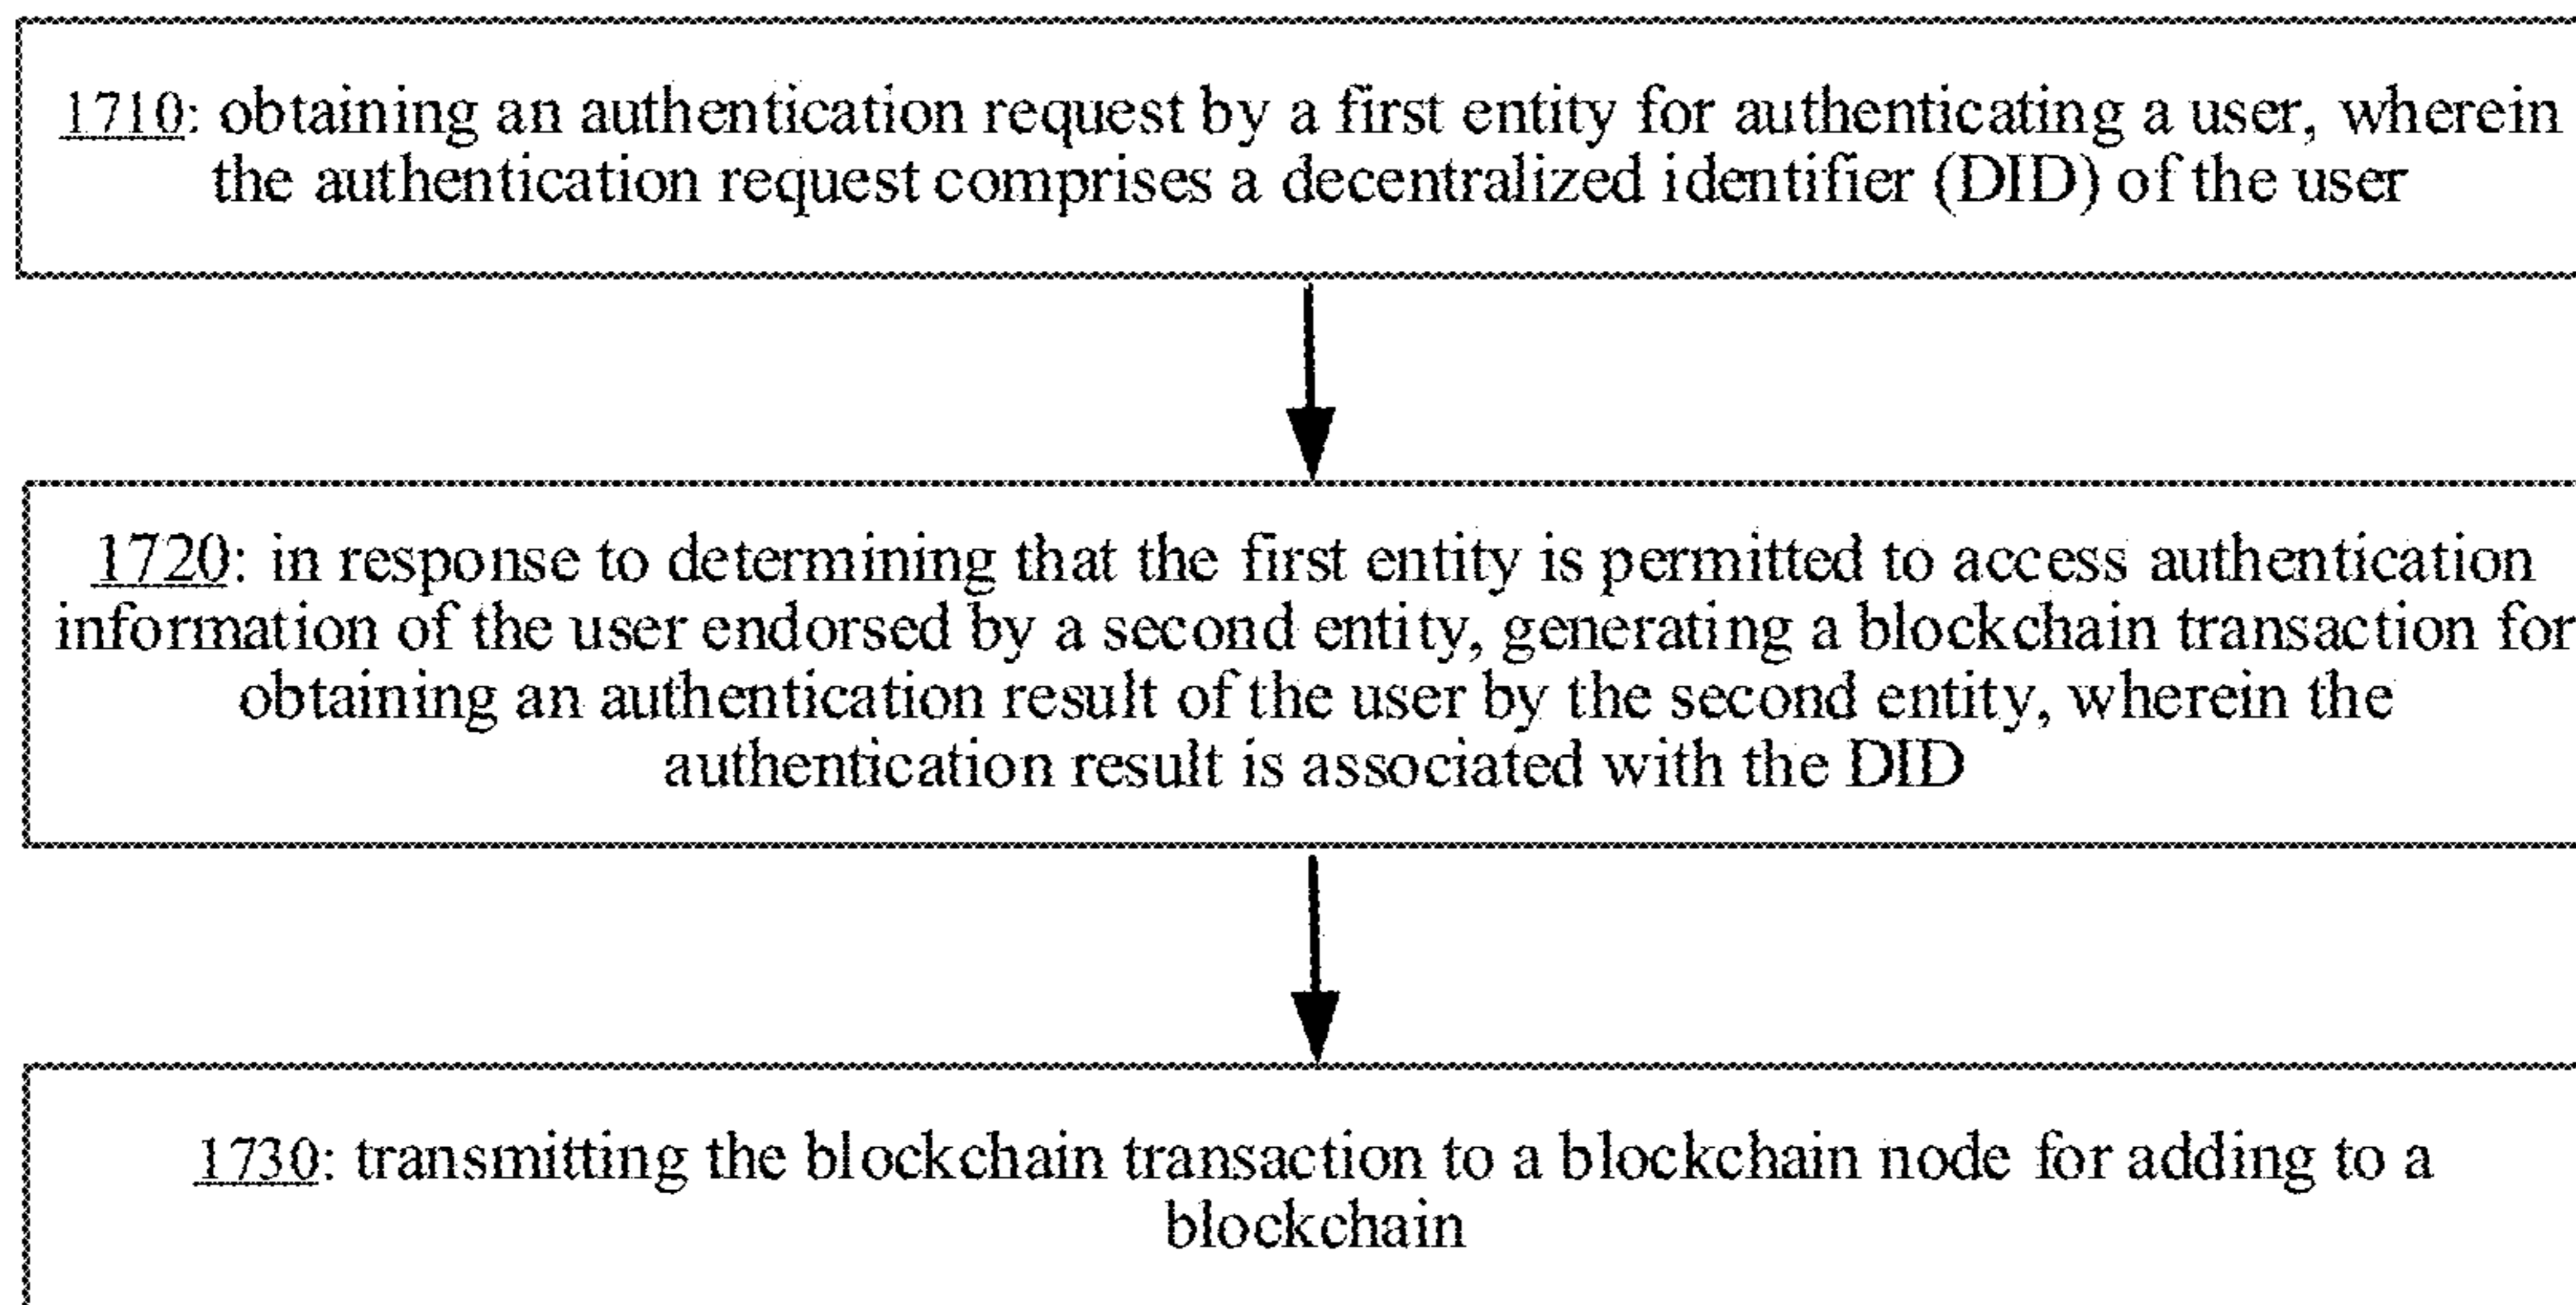 1710: obtaining an authentication request by a first entity for authenticating a user, wherein
the authentication request comprises a decentralized identifier (DID) of the user
1720: in response to determining that the first entity is permitted to access authentication
information of the user endorsed by a second entity, generating a blockchain transaction for
obtaining an authentication result of the user by the second entity, wherein the
authentication result is associated with the DID
1730: transmitting the blockchain transaction to a blockchain node for adding to a
blockchain